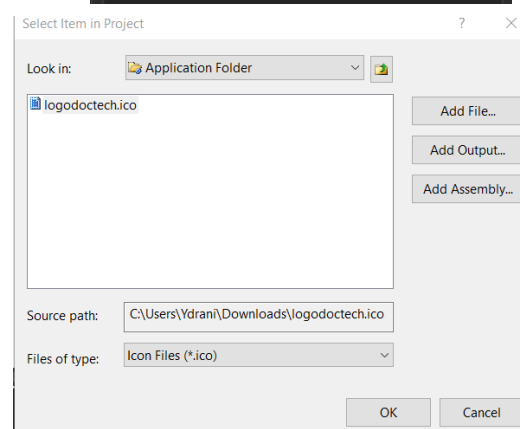 Select Item in Project
?
Look in:
Application Folder
logodoctech.ico
Add File...
Add Output...
Add Assembly...
Source path:
C:\Users\Ydrani\Downloads\logodoctech.ico
Files of type:
Icon Files (*.ico)
OK
Cancel